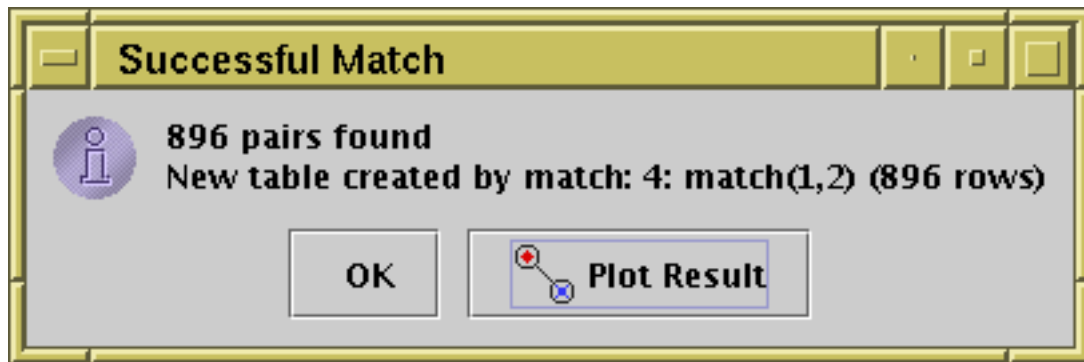 Successful Match
896 pairs found
New table created by match: 4: match(1,2) (896 rows)
OK
Plot Result